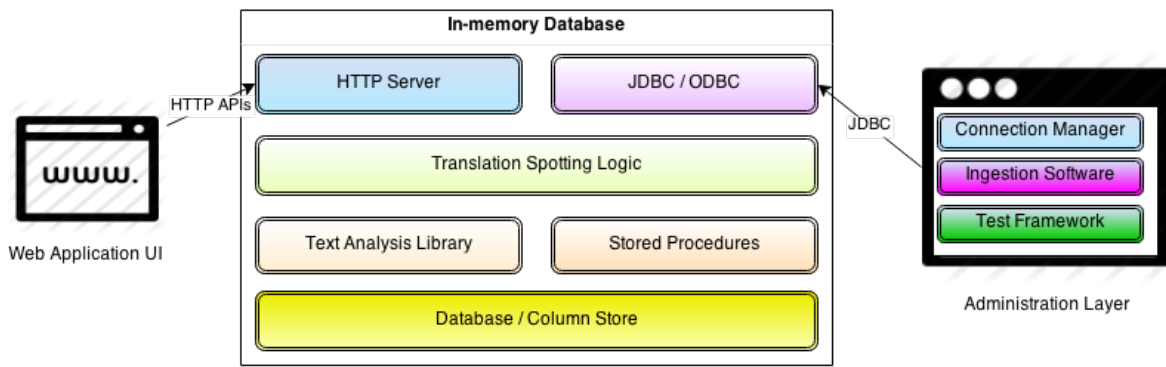 In-memory Database
HTTP Server
JDBC / ODBC
HTTP APIs
JDBC
Connection Manager
www.
Translation Spotting Logic
Ingestion Software
Test Framework
Web Application UI
Text Analysis Library
Stored Procedures
Administration Layer
Database / Column Store